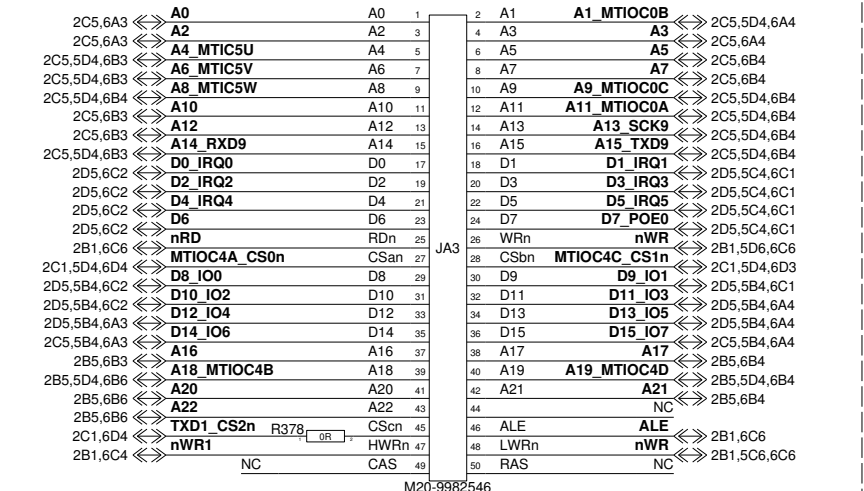 A0 A0 1 2 A1 A1_MTIOC0B
2C5,6A3 2C5,5D4,6A4
A2 A2 3 4 A3 A3
2C5,6A3 2C5,6A4
A4_MTIC5U A4 5 6 A5 A5
2C5,5D4,6B3 2C5,6B4
A6_MTIC5V A6 7 8 A7 A7
2C5,5D4,6B3 2C5,6B4
A8_MTIC5W A8 9 10 A9 A9_MTIOC0C
2C5,5D4,6B4 2C5,5D4,6B4
A10 A10 11 12 A11 A11_MTIOC0A
2C5,6B3 2C5,5D4,6B4
A12 A12 13 14 A13 A13_SCK9
2C5,6B3 2C5,5D4,6B4
A14_RXD9 A14 15 16 A15 A15_TXD9
2C5,5D4,6B3 2C5,5D4,6B4
D0_IRQ0 D0 17 18 D1 D1_IRQ1
2D5,6C2 2D5,5C4,6C1
D2_IRQ2 D2 19 20 D3 D3_IRQ3
2D5,6C2 2D5,5C4,6C1
D4_IRQ4 D4 21 22 D5 D5_IRQ5
2D5,6C2 2D5,5C4,6C1
D6 D6 23 24 D7 D7_POE0
2D5,6C2 2D5,5C4,6C1
nRD RDn 25 JA3 26 WRn nWR
2B1,6C6 2B1,5D6,6C6
MTIOC4A_CS0n CSan 27 28 CSbn MTIOC4C_CS1n
2C1,5D4,6D4 2C1,5D4,6D3
D8_IO0 D8 29 30 D9 D9_IO1
2D5,5B4,6C2 2D5,5B4,6C1
D10_IO2 D10 31 32 D11 D11_IO3
2D5,5B4,6C2 2D5,5B4,6A4
D12_IO4 D12 33 34 D13 D13_IO5
2D5,5B4,6A3 2D5,5B4,6A4
D14_IO6 D14 35 36 D15 D15_IO7
2C5,5B4,6A3 2C5,5B4,6A4
A16 A16 37 38 A17 A17
2B5,6B3 2B5,6B4
A18_MTIOC4B A18 39 40 A19 A19_MTIOC4D
2B5,5D4,6B6 2B5,5D4,6B4
A20 A20 41 42 A21 A21
2B5,6B6 2B5,6B4
A22 A22 43 44 NC
2B5,6B6
TXD1_CS2n R378 1 0R 2 CScn 45 46 ALE ALE
2C1,6D4 2B1,6C6
nWR1 HWRn 47 48 LWRn nWR
2B1,6C4 2B1,5C6,6C6
NC CAS 49 50 RAS NC
M20-9982546